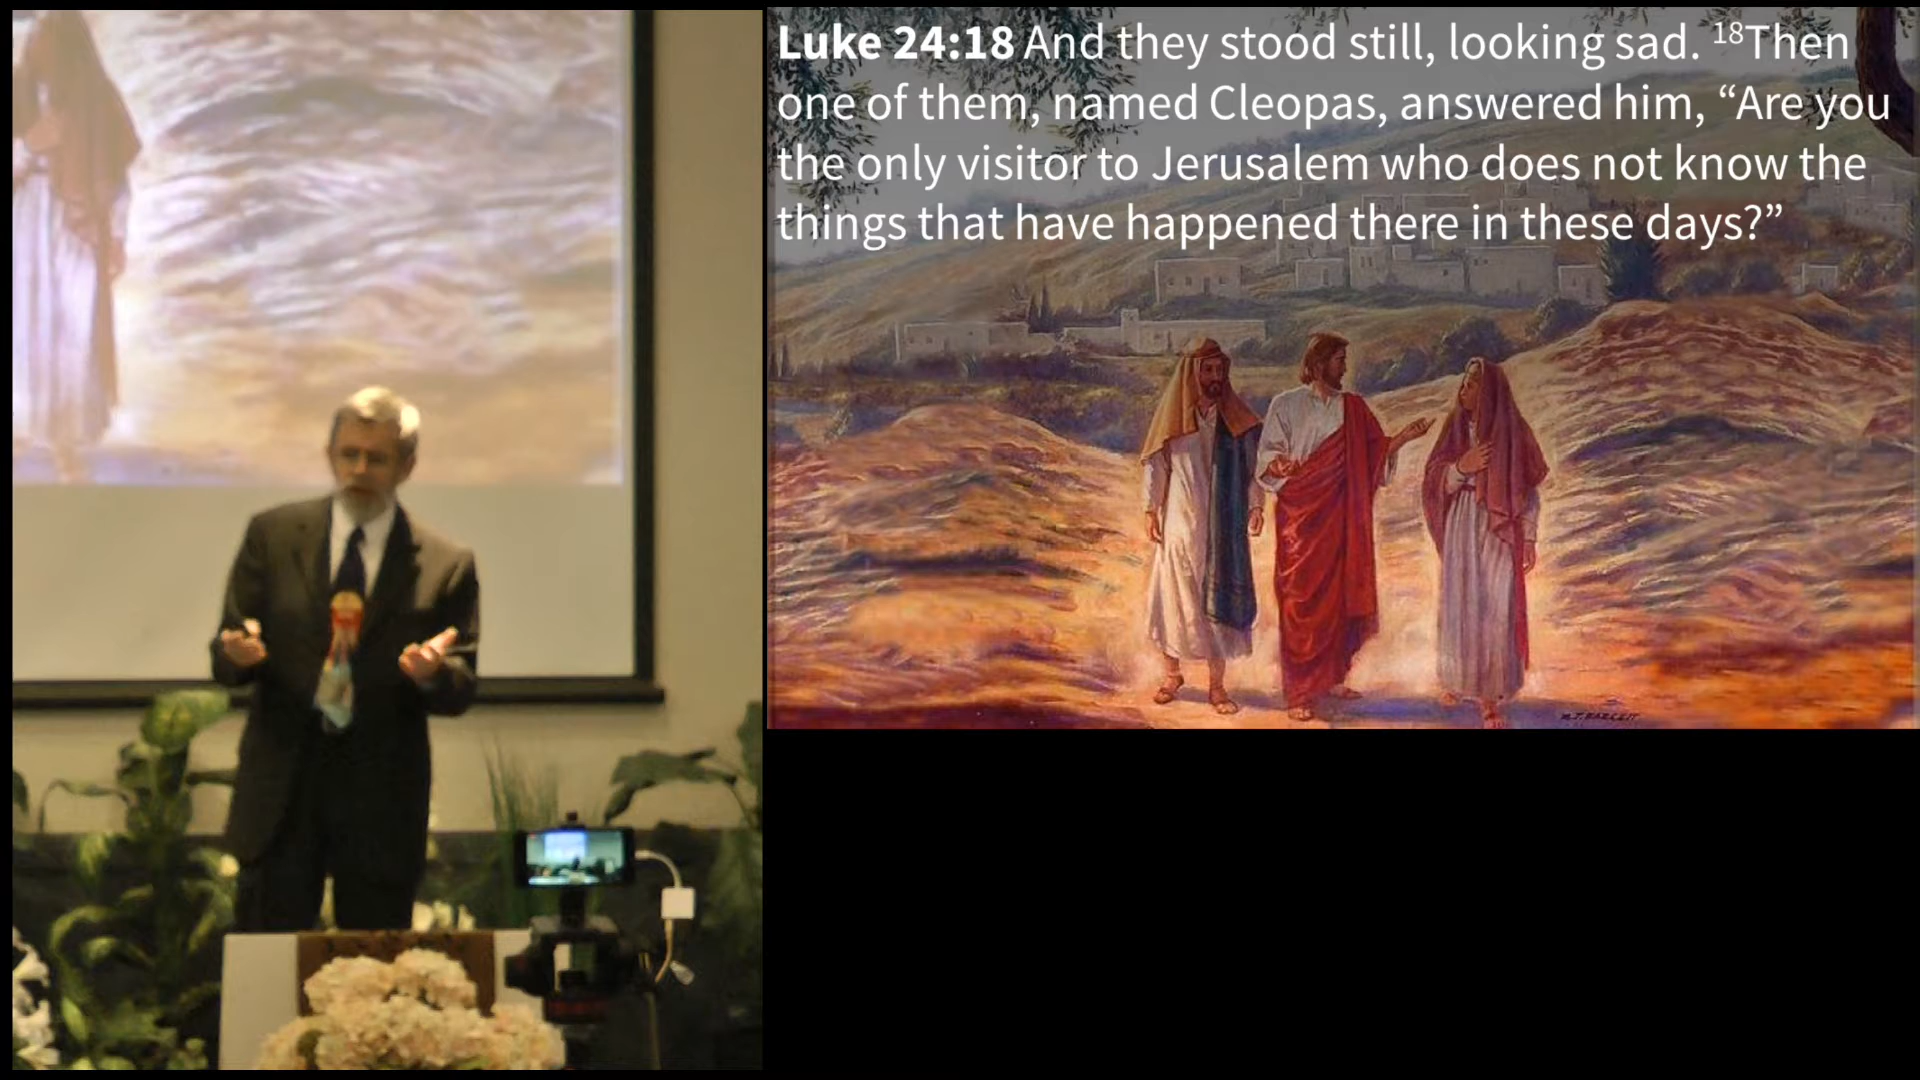 Luke 24:18 And they stood still, looking sad. ¹⁸Then
one of them, named Cleopas, answered him, “Are you
the only visitor to Jerusalem who does not know the
things that have happened there in these days?”